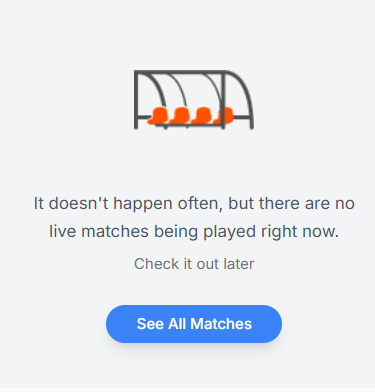 It doesn't happen often, but there are no
live matches being played right now.
Check it out later
See All Matches